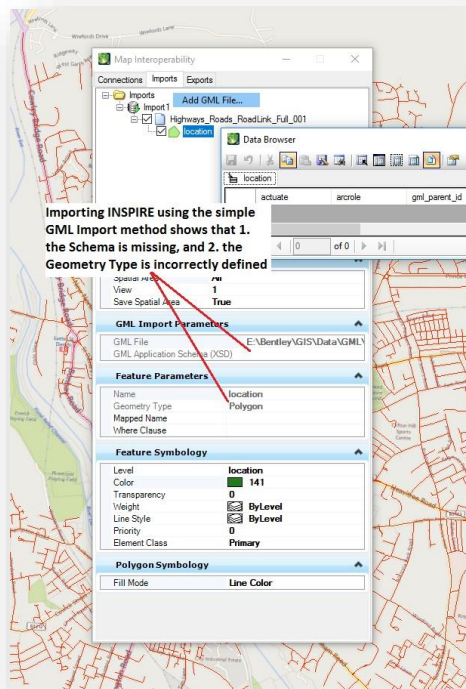 Wrefords Drive
Wrefords Lane
Cowley Bridge Road
Map Interoperability
Connections Imports Exports
Imports
Import1
Add GML File...
Highways_Roads_RoadLink_Full_001
location
Data Browser
location
actuate arcrole gml_parent_id
0 of 0
Importing INSPIRE using the simple
GML Import method shows that 1.
the Schema is missing, and 2. the
Geometry Type is incorrectly defined
Spatial Area All
View 1
Save Spatial Area True
GML Import Parameters
GML File E:\Bentley\GIS\Data\GML\
GML Application Schema (XSD)
Feature Parameters
Name location
Geometry Type Polygon
Mapped Name
Where Clause
Feature Symbology
Level location
Color 141
Transparency 0
Weight ByLevel
Line Style ByLevel
Priority 0
Element Class Primary
Polygon Symbology
Fill Mode Line Color